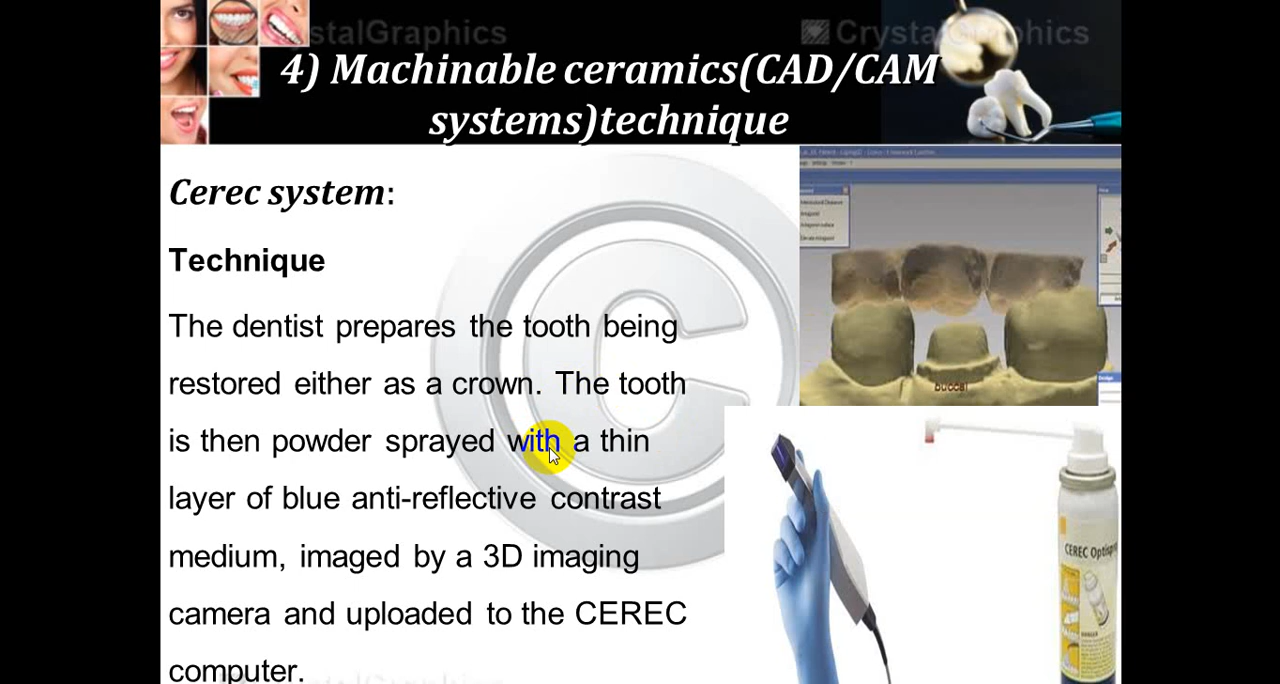 stalGraphics
CrystalGraphics
4) Machinable ceramics(CAD/CAM
systems)technique
Cerec system:
Technique
The dentist prepares the tooth being
restored either as a crown. The tooth
is then powder sprayed with a thin
layer of blue anti-reflective contrast
medium, imaged by a 3D imaging
camera and uploaded to the CEREC
computer.
buccal
CEREC Optispr